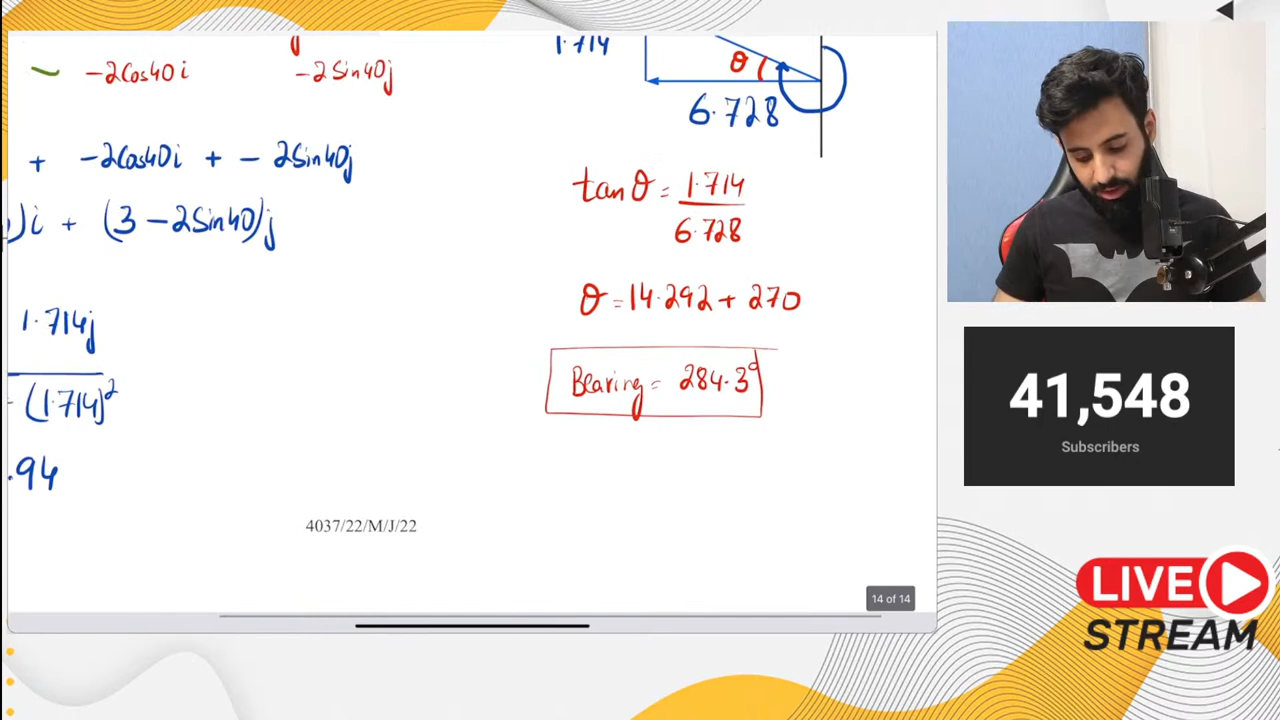 -2Cos40i -2Sin40j
+ -2Cos40i + - 2Sin40j
)i + (3 - 2Sin40)j
1.714j
- (1.714)²
.94
1.714
θ
6.728
tanθ = 1.714
6.728
θ = 14.292 + 270
Bearing = 284.3°
4037/22/M/J/22
14 of 14
41,548
Subscribers
LIVE
STREAM